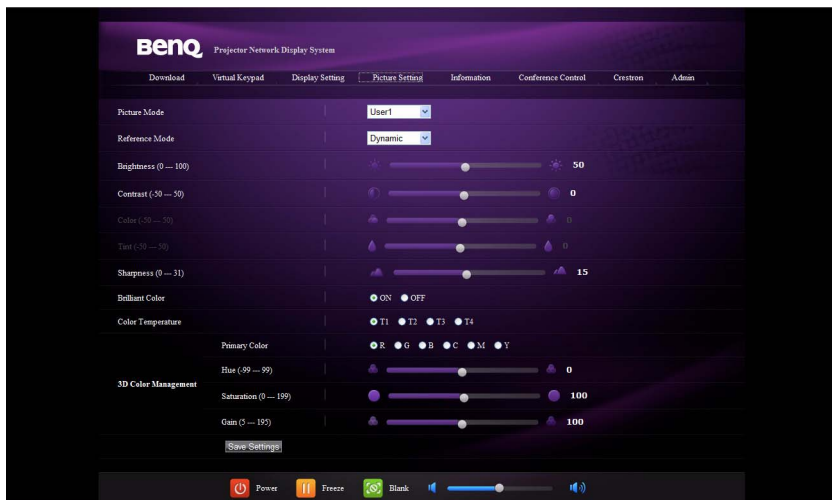 BenQ Projector Network Display System
Download Virtual Keypad Display Setting Picture Setting Information Conference Control Crestron Admin
Picture Mode User1
Reference Mode Dynamic
Brightness (0 --- 100) 50
Contrast (-50 --- 50) 0
Color (-50 --- 50) 0
Tint (-50 --- 50) 0
Sharpness (0 --- 31) 15
Brilliant Color ON OFF
Color Temperature T1 T2 T3 T4
Primary Color R G B C M Y
Hue (-99 --- 99) 0
3D Color Management
Saturation (0 --- 199) 100
Gain (5 --- 195) 100
Save Settings
Power Freeze Blank